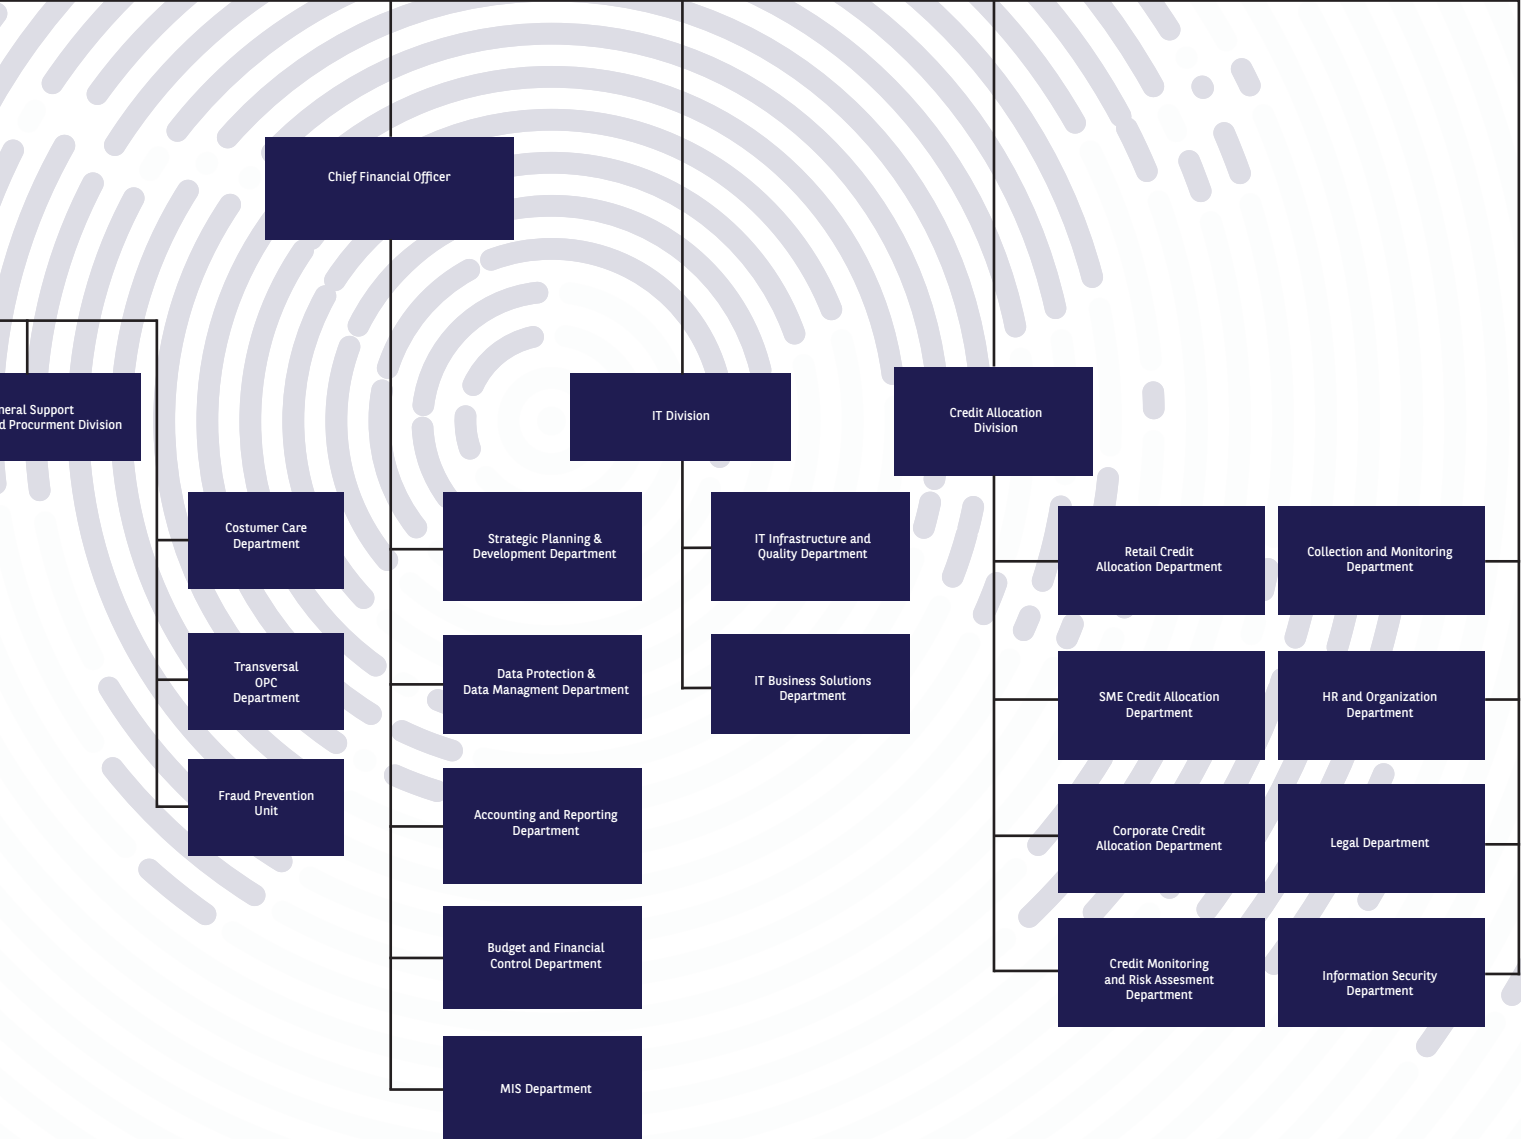 Chief Financial Officer
neral Support
d Procurment Division
IT Division
Credit Allocation
Division
Costumer Care
Department
Transversal
OPC
Department
Fraud Prevention
Unit
Strategic Planning &
Development Department
Data Protection &
Data Managment Department
Accounting and Reporting
Department
Budget and Financial
Control Department
MIS Department
IT Infrastructure and
Quality Department
IT Business Solutions
Department
Retail Credit
Allocation Department
SME Credit Allocation
Department
Corporate Credit
Allocation Department
Credit Monitoring
and Risk Assesment
Department
Collection and Monitoring
Department
HR and Organization
Department
Legal Department
Information Security
Department